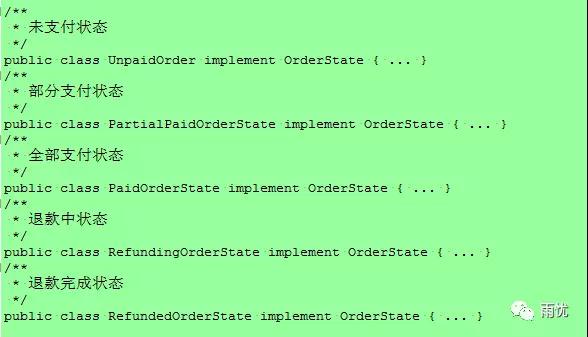 /**
* 未支付状态
*/
public class UnpaidOrder implement OrderState { ... }
/**
* 部分支付状态
*/
public class PartialPaidOrderState implement OrderState { ... }
/**
* 全部支付状态
*/
public class PaidOrderState implement OrderState { ... }
/**
* 退款中状态
*/
public class RefundingOrderState implement OrderState { ... }
/**
* 退款完成状态
*/
public class RefundedOrderState implement OrderState { ... }
雨优